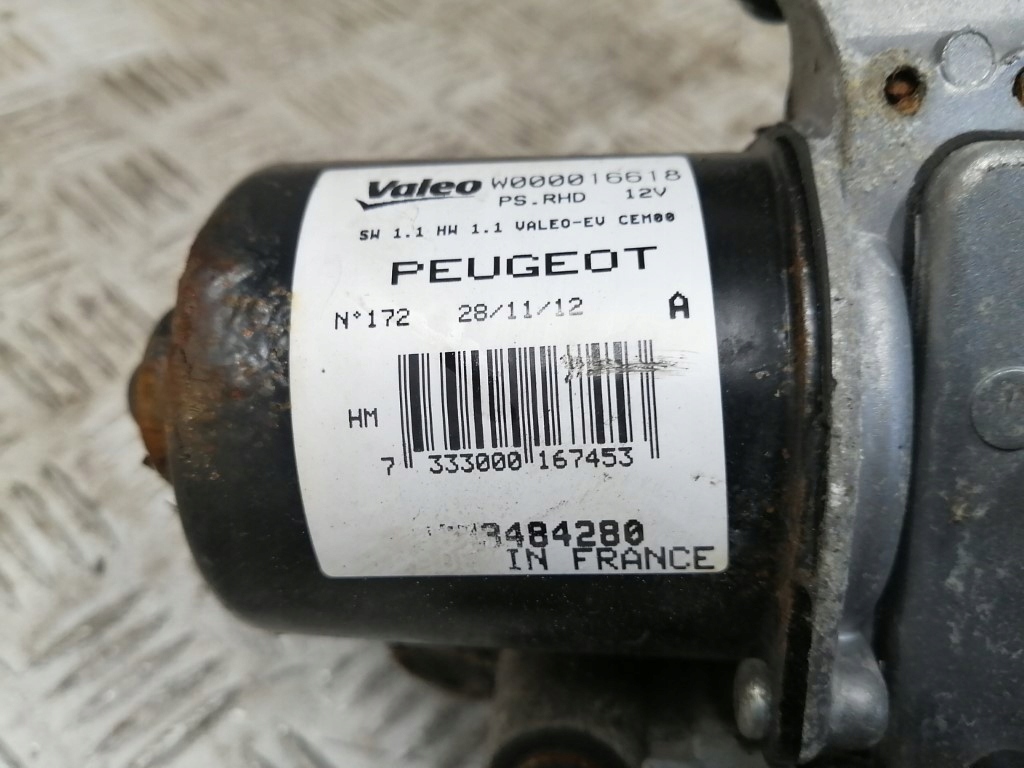 Valeo W000016618
PS.RHD 12V
SW 1.1 HW 1.1 VALEO-EV CEM00
PEUGEOT
N°172 28/11/12 A
HM
7 333000 167453
3484280
IN FRANCE